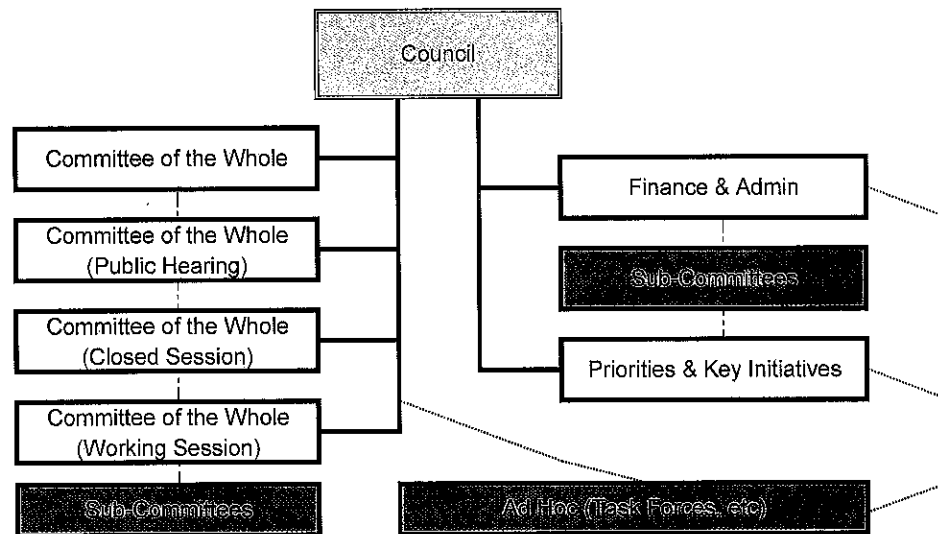 Council
Committee of the Whole
Committee of the Whole
(Public Hearing)
Committee of the Whole
(Closed Session)
Committee of the Whole
(Working Session)
Sub-Committees
Finance & Admin
Sub-Committees
Priorities & Key Initiatives
Ad Hoc (Task Forces, etc)